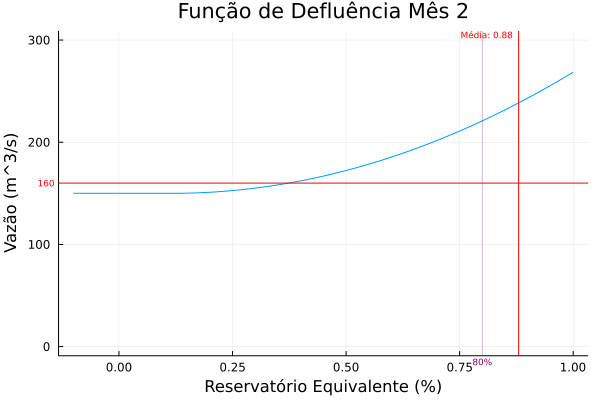 Função de Defluência Mês 2
Média: 0.88
300
200
160
100
0
Vazão (m^3/s)
0.00
0.25
0.50
0.75
80%
1.00
Reservatório Equivalente (%)